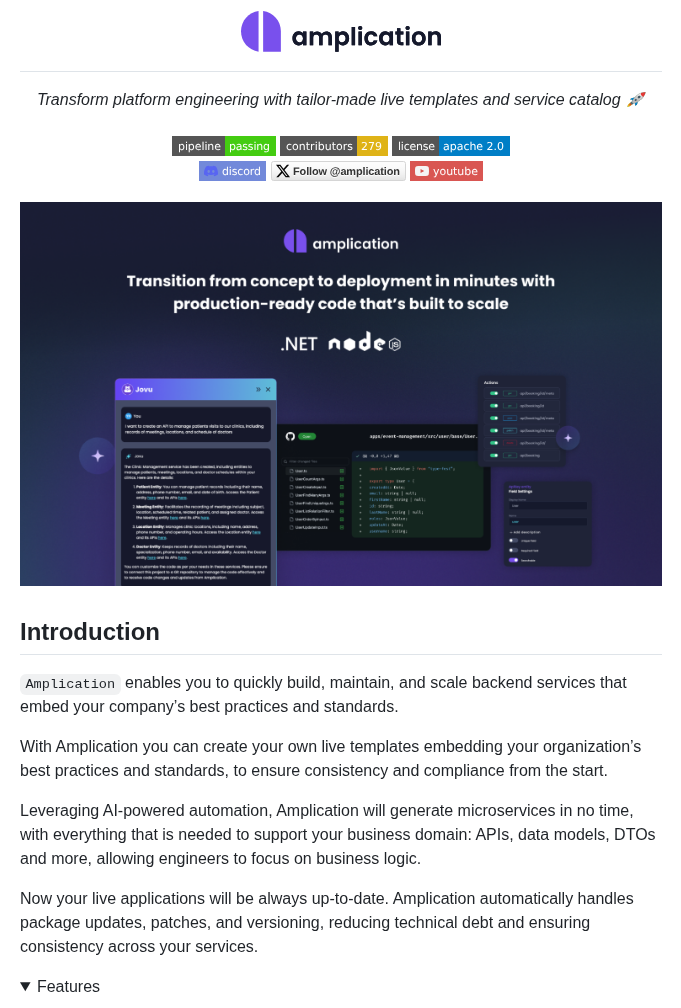 amplication
Transform platform engineering with tailor-made live templates and service catalog 🚀
pipeline passing contributors 279 license apache 2.0
discord Follow @amplication youtube
amplication
Transition from concept to deployment in minutes with
production-ready code that's built to scale
.NET node JS
Jovu
You
I want to create an API to manage patients visits to our clinics, including
records of meetings, locations, and schedule of doctors
Jovu
Actions
Field Settings
Introduction
Amplication enables you to quickly build, maintain, and scale backend services that
embed your company’s best practices and standards.
With Amplication you can create your own live templates embedding your organization’s
best practices and standards, to ensure consistency and compliance from the start.
Leveraging AI-powered automation, Amplication will generate microservices in no time,
with everything that is needed to support your business domain: APIs, data models, DTOs
and more, allowing engineers to focus on business logic.
Now your live applications will be always up-to-date. Amplication automatically handles
package updates, patches, and versioning, reducing technical debt and ensuring
consistency across your services.
▼ Features